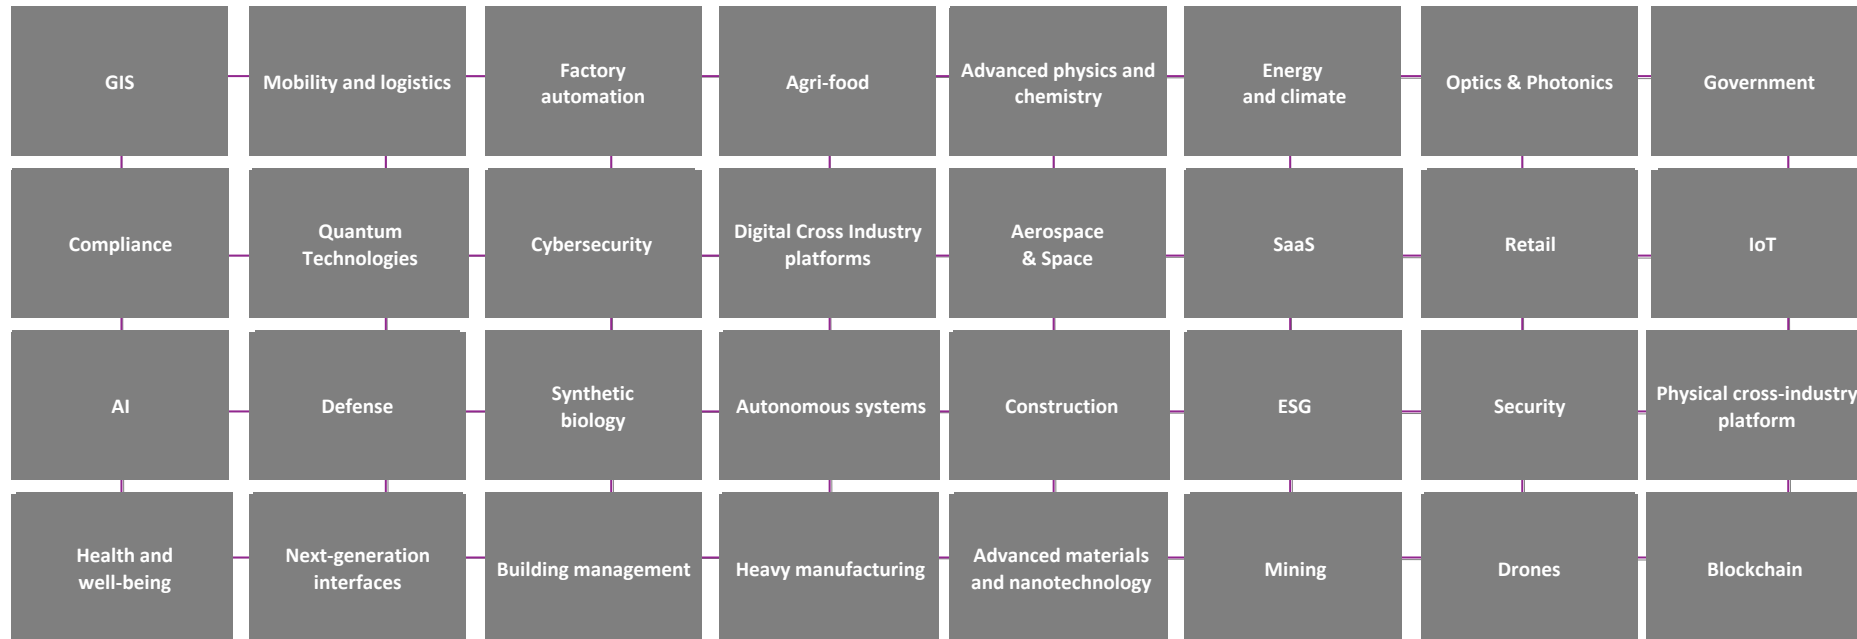 GIS
Mobility and logistics
Factory
automation
Agri-food
Advanced physics and
chemistry
Energy
and climate
Optics & Photonics
Government
Compliance
Quantum
Technologies
Cybersecurity
Digital Cross Industry
platforms
Aerospace
& Space
SaaS
Retail
IoT
AI
Defense
Synthetic
biology
Autonomous systems
Construction
ESG
Security
Physical cross-industry
platform
Health and
well-being
Next-generation
interfaces
Building management
Heavy manufacturing
Advanced materials
and nanotechnology
Mining
Drones
Blockchain